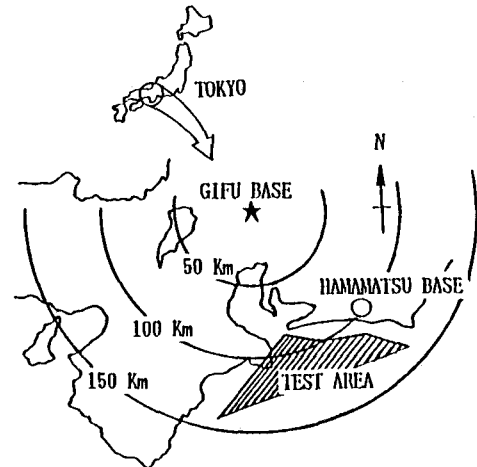 TOKYO
N
GIFU BASE
50 Km
HAMAMATSU BASE
100 Km
150 Km
TEST AREA